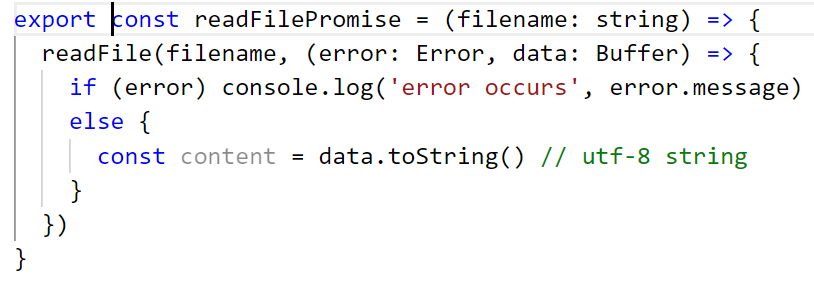 export const readFilePromise = (filename: string) => {
  readFile(filename, (error: Error, data: Buffer) => {
    if (error) console.log('error occurs', error.message)
    else {
      const content = data.toString() // utf-8 string
    }
  })
}